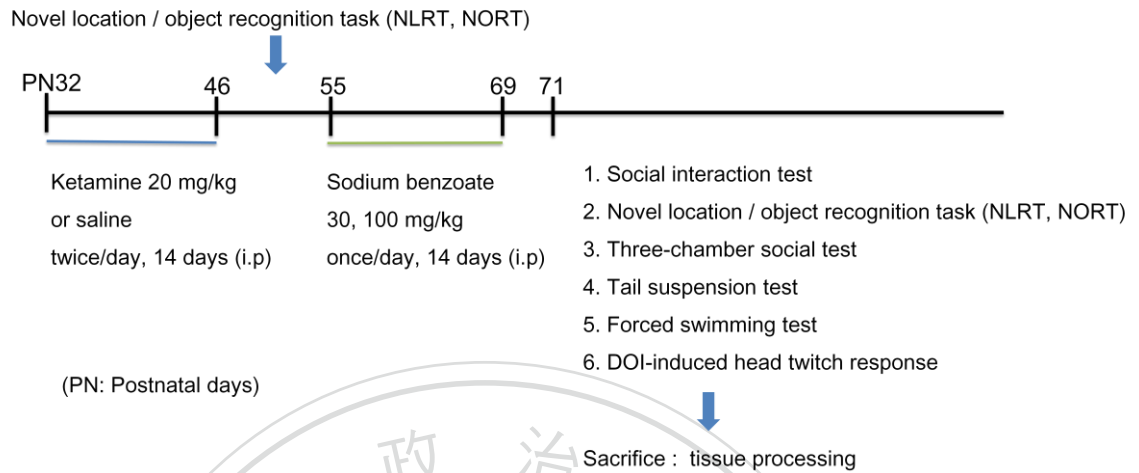 Novel location / object recognition task (NLRT, NORT)
PN32 46 55 69 71
Ketamine 20 mg/kg
or saline
twice/day, 14 days (i.p)
Sodium benzoate
30, 100 mg/kg
once/day, 14 days (i.p)
1. Social interaction test
2. Novel location / object recognition task (NLRT, NORT)
3. Three-chamber social test
4. Tail suspension test
5. Forced swimming test
6. DOI-induced head twitch response
(PN: Postnatal days)
政 治
Sacrifice : tissue processing